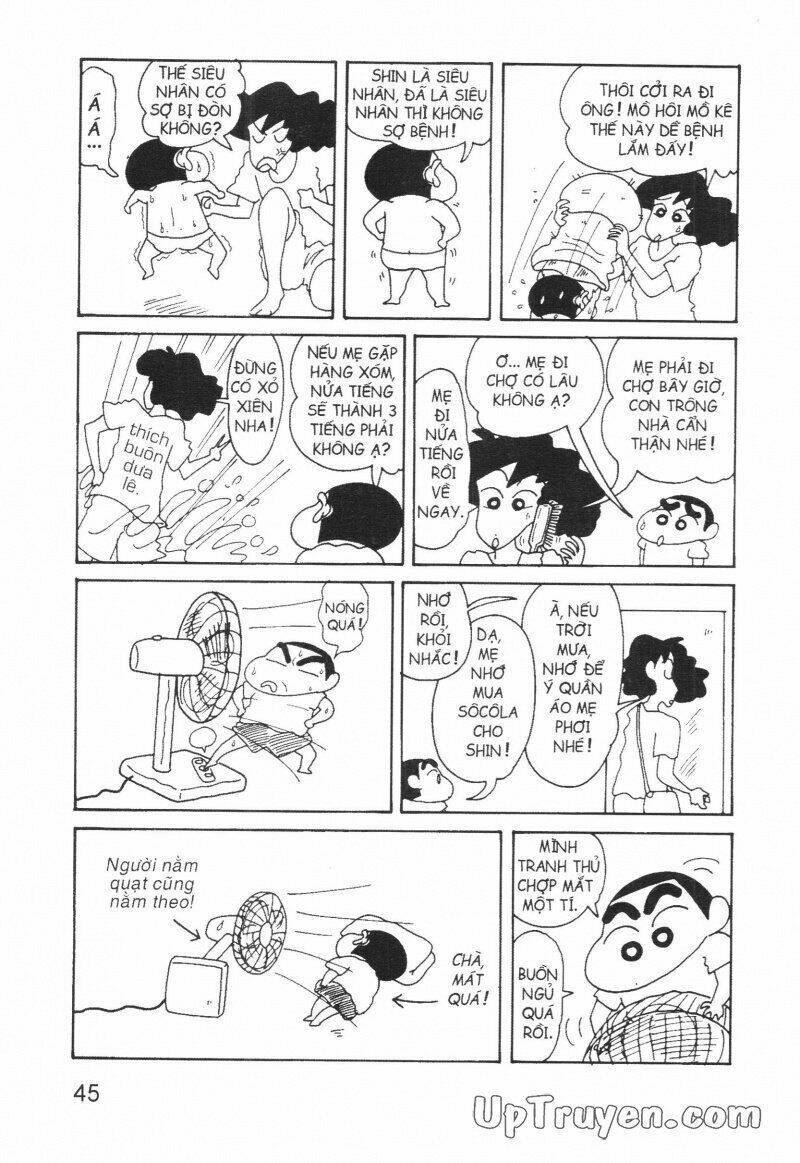 THÔI CỞI RA ĐI
ÔNG! MỒ HÔI MỒ KÊ
THẾ NÀY DỄ BỆNH
LẮM ĐẤY!
SHIN LÀ SIÊU
NHÂN, ĐÃ LÀ SIÊU
NHÂN THÌ KHÔNG
SỢ BỆNH!
THẾ SIÊU
NHÂN CÓ
SỢ BỊ ĐÒN
KHÔNG?
Á
Á...
MẸ PHẢI ĐI
CHỢ BÂY GIỜ,
CON TRÔNG
NHÀ CẨN
THẬN NHÉ!
Ơ... MẸ ĐI
CHỢ CÓ LÂU
KHÔNG Ạ?
MẸ
ĐI
NỬA
TIẾNG
RỒI
VỀ
NGAY.
NẾU MẸ GẶP
HÀNG XÓM,
NỬA TIẾNG
SẼ THÀNH 3
TIẾNG PHẢI
KHÔNG Ạ?
ĐỪNG
CÓ XỎ
XIÊN
NHA!
thích
buôn
dưa
lê.
À, NẾU
TRỜI
MƯA,
NHỚ ĐỂ
Ý QUẦN
ÁO MẸ
PHƠI
NHÉ!
DẠ,
MẸ
NHỚ
MUA
SÔCÔLA
CHO
SHIN!
NHỚ
RỒI,
KHỎI
NHẮC!
NÓNG
QUÁ!
MÌNH
TRANH THỦ
CHỢP MẮT
MỘT TÍ.
BUỒN
NGỦ
QUÁ
RỒI.
CHÀ,
MÁT
QUÁ!
Người nằm
quạt cũng
nằm theo!
45
UpTruyen.com